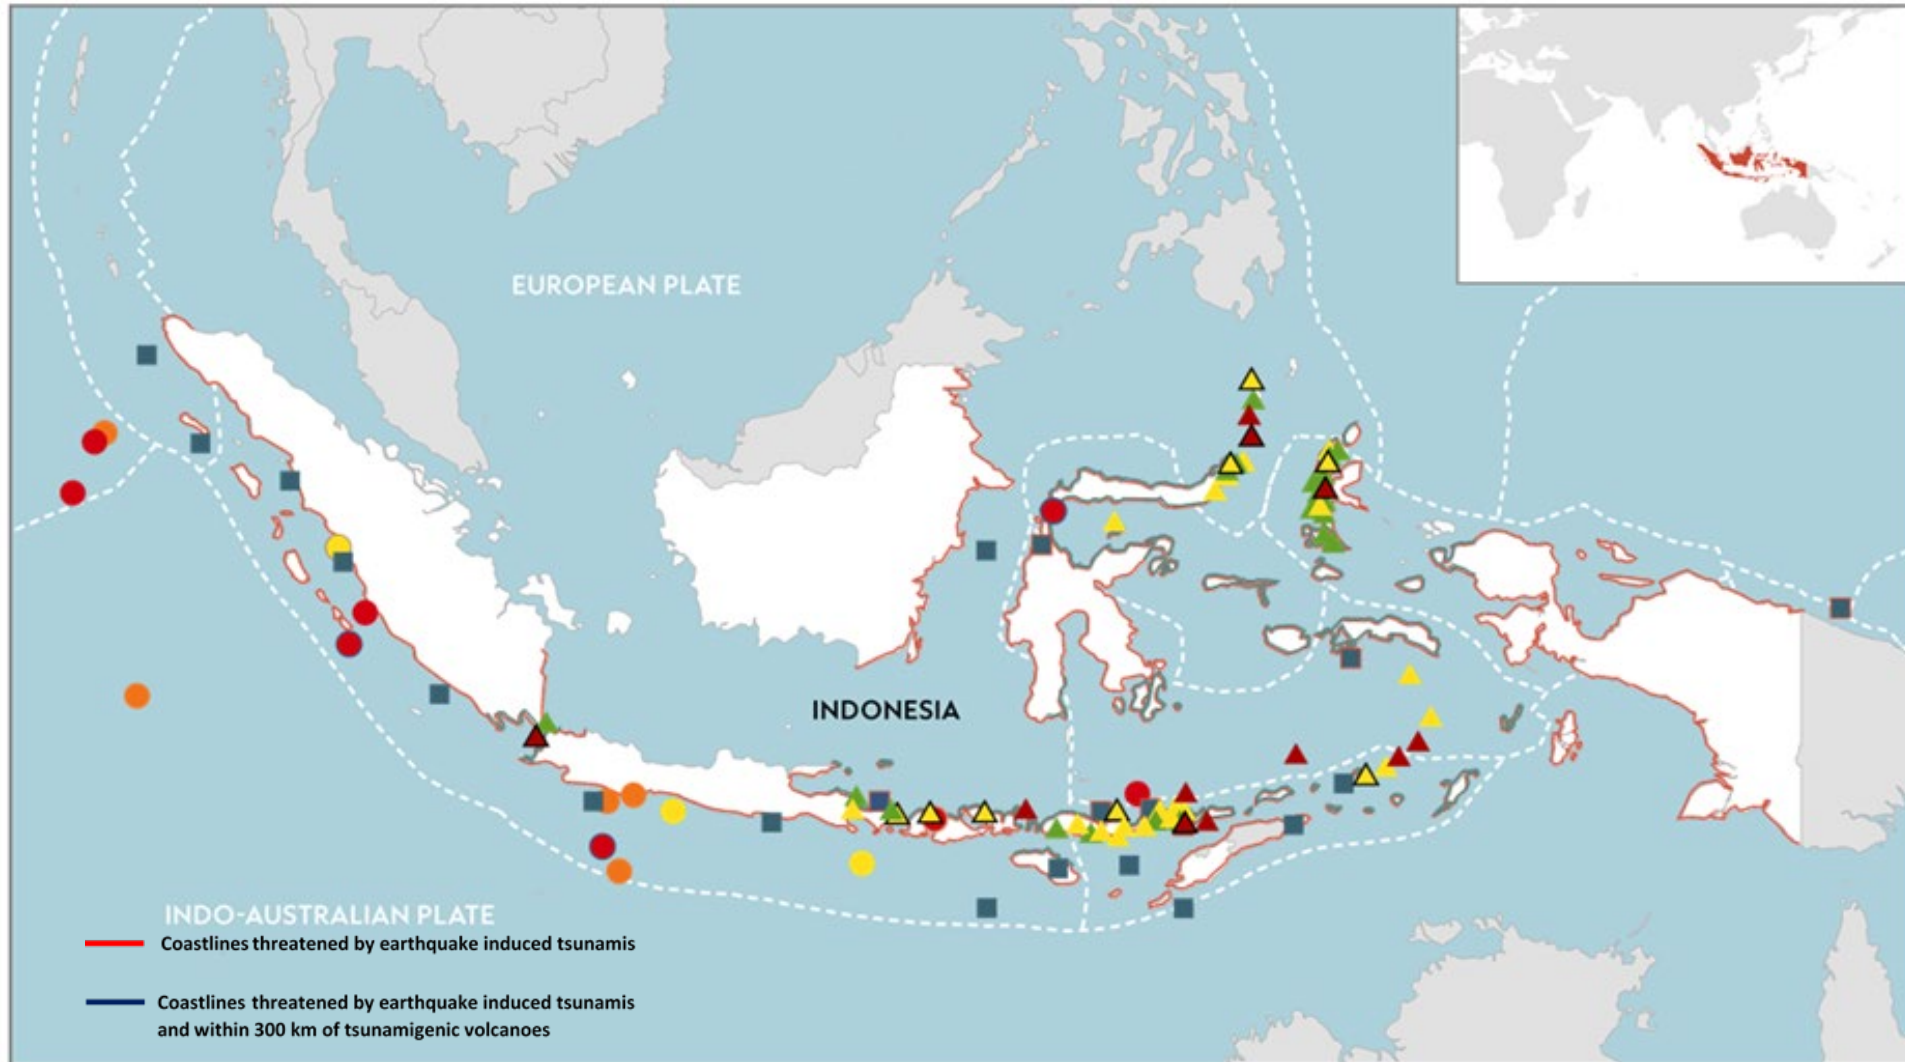 EUROPEAN PLATE
INDONESIA
INDO-AUSTRALIAN PLATE
Coastlines threatened by earthquake induced tsunamis
Coastlines threatened by earthquake induced tsunamis
and within 300 km of tsunamigenic volcanoes